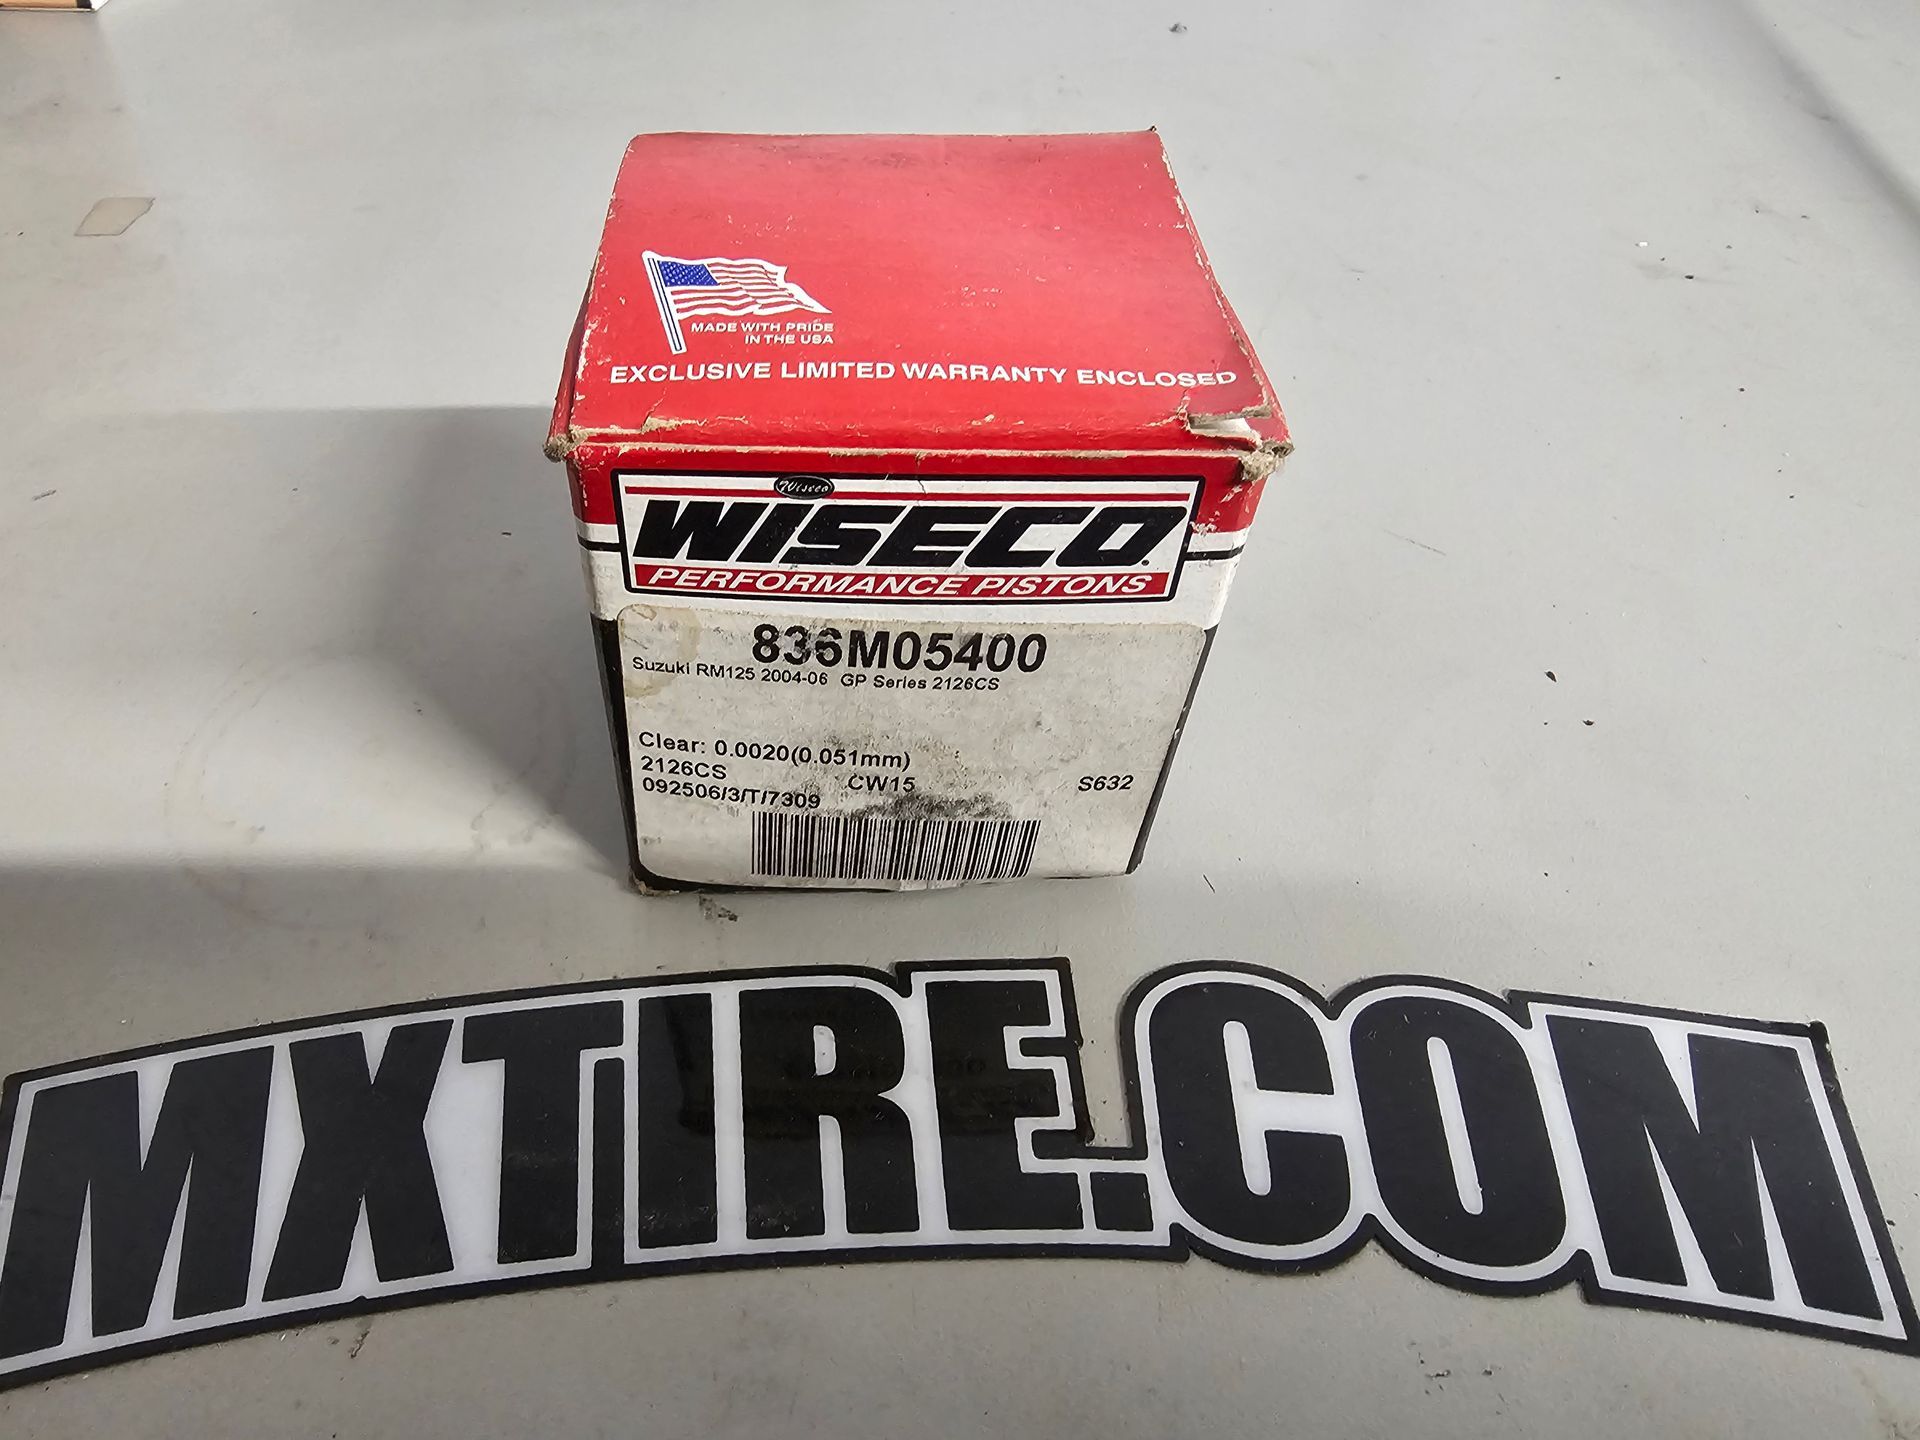 MADE WITH PRIDE
IN THE USA
EXCLUSIVE LIMITED WARRANTY ENCLOSED
Wiseco
WISECO
PERFORMANCE PISTONS
836M05400
Suzuki RM125 2004-06 GP Series 2126CS
Clear: 0.0020(0.051mm)
2126CS CW15 S632
092506/3/T/7309
MXTIRE.COM